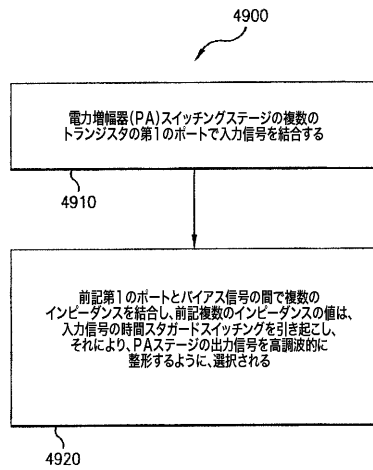 4900
電力増幅器(PA)スイッチングステージの複数の
トランジスタの第1のポートで入力信号を結合する
4910
前記第1のポートとバイアス信号の間で複数の
インピーダンスを結合し、前記複数のインピーダンスの値は、
入力信号の時間スタガードスイッチングを引き起こし、
それにより、PAステージの出力信号を高調波的に
整形するように、選択される
4920